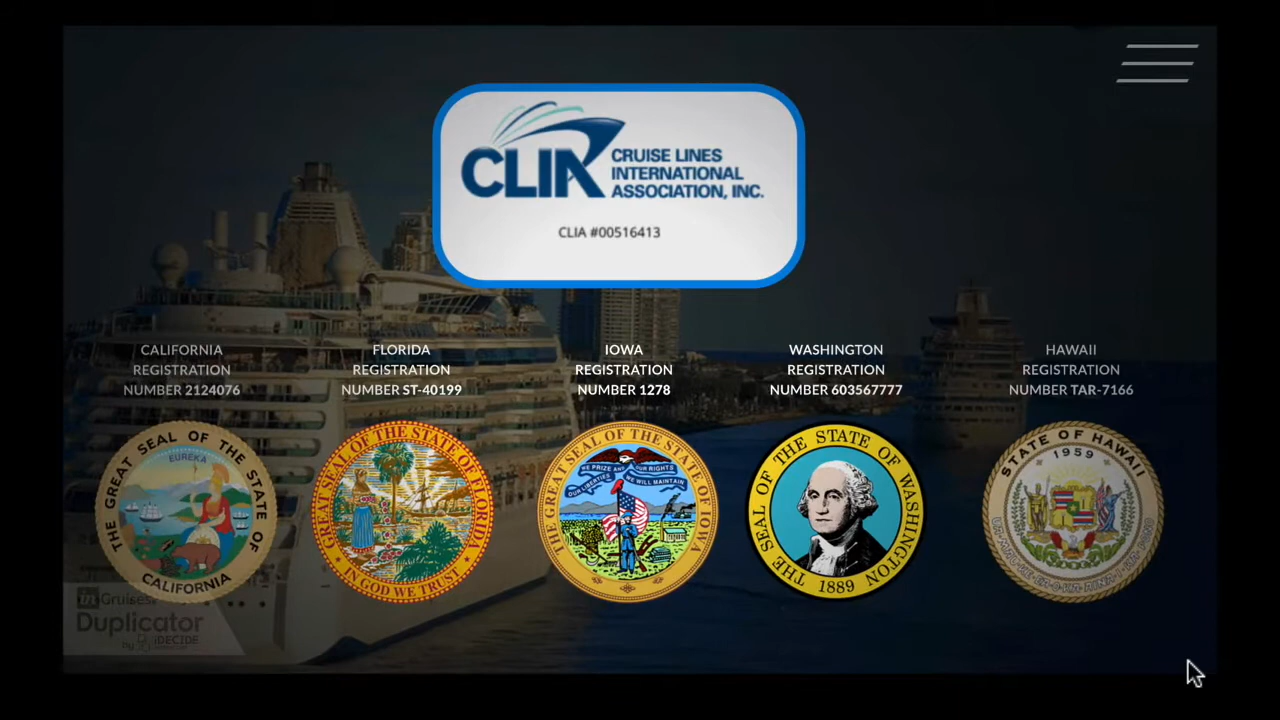 CLIA
CRUISE LINES
INTERNATIONAL
ASSOCIATION, INC.
CLIA #00516413
CALIFORNIA
REGISTRATION
NUMBER 2124076
FLORIDA
REGISTRATION
NUMBER ST-40199
IOWA
REGISTRATION
NUMBER 1278
WASHINGTON
REGISTRATION
NUMBER 603567777
HAWAII
REGISTRATION
NUMBER TAR-7166
THE GREAT SEAL OF THE STATE OF
CALIFORNIA
EUREKA
GREAT SEAL OF THE STATE OF FLORIDA
IN GOD WE TRUST
THE GREAT SEAL OF THE STATE OF IOWA
WE PRIZE AND OUR RIGHTS
OUR LIBERTIES WE WILL MAINTAIN
THE SEAL OF THE STATE OF WASHINGTON
1889
STATE OF HAWAII
1959
inCruises
Duplicator
by iDECIDE